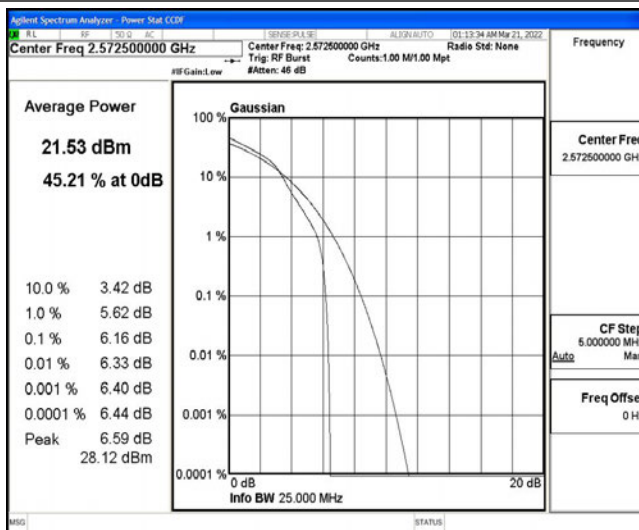 Agilent Spectrum Analyzer - Power Stat CCDF
RL RF 50 Ω AC SENSE:PULSE ALIGN AUTO 01:13:34 AM Mar 21, 2022
Center Freq 2.572500000 GHz
Center Freq: 2.572500000 GHz Radio Std: None
Trig: RF Burst Counts:1.00 M/1.00 Mpt
#IFGain:Low #Atten: 46 dB
Frequency
Average Power
21.53 dBm
45.21 % at 0dB
10.0 % 3.42 dB
1.0 % 5.62 dB
0.1 % 6.16 dB
0.01 % 6.33 dB
0.001 % 6.40 dB
0.0001 % 6.44 dB
Peak 6.59 dB
28.12 dBm
Gaussian
100 %
10 %
1 %
0.1 %
0.01 %
0.001 %
0.0001 %
0 dB 20 dB
Info BW 25.000 MHz
Center Fre
2.572500000 GH
CF Step
5.000000 MH
Auto Ma
Freq Offse
0 H
MSG STATUS